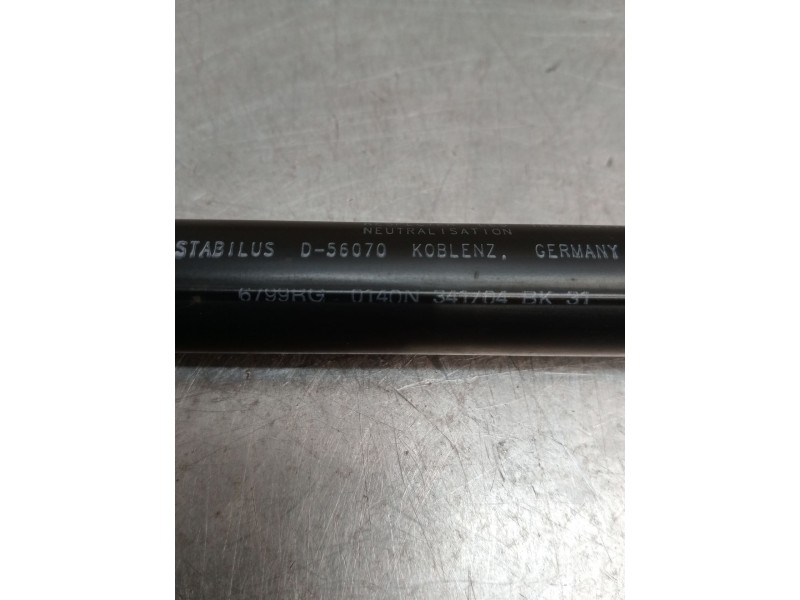 NEUTRALISATION
STABILUS D-56070 KOBLENZ, GERMANY
6799RG 0140N 341/04 BK 31